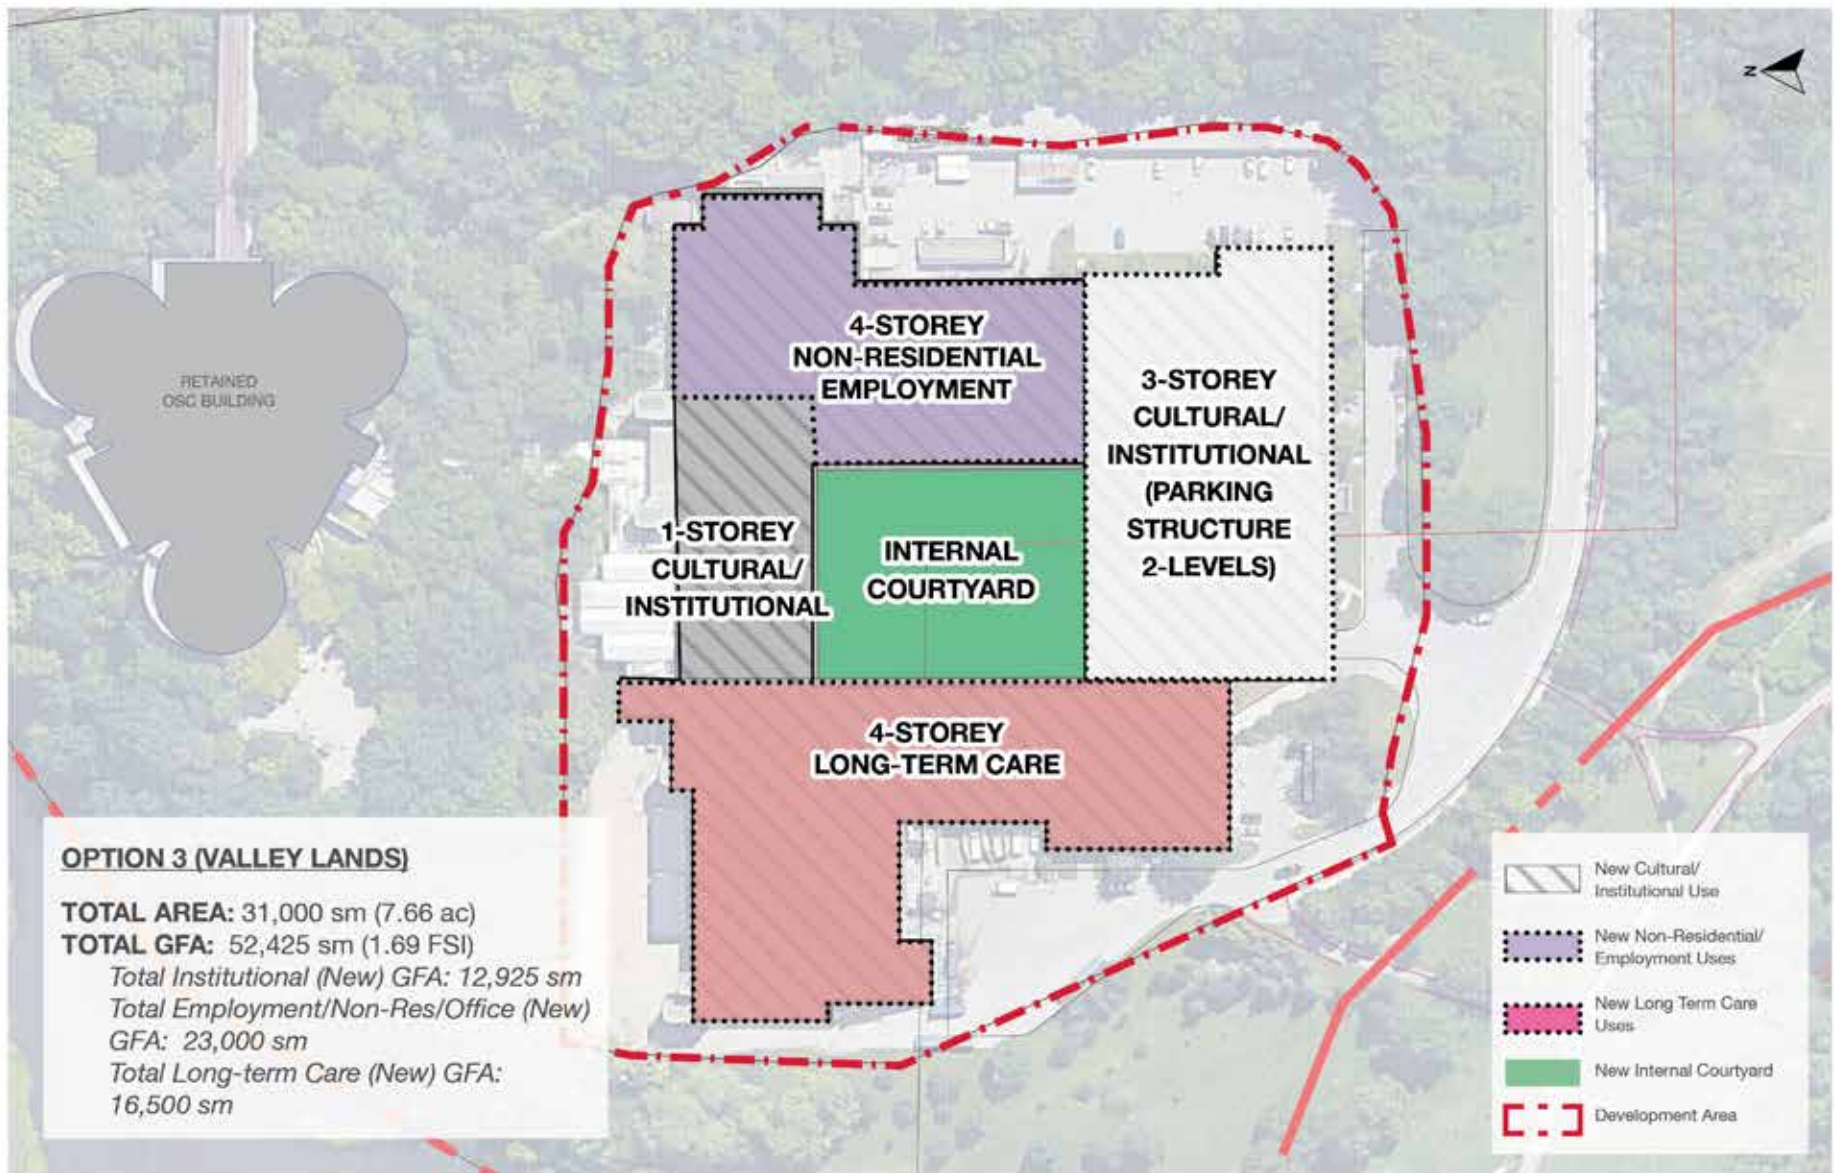 N
4-STOREY
NON-RESIDENTIAL
EMPLOYMENT
RETAINED
OSC BUILDING
3-STOREY
CULTURAL/
INSTITUTIONAL
(PARKING
STRUCTURE
2-LEVELS)
1-STOREY
CULTURAL/
INSTITUTIONAL
INTERNAL
COURTYARD
4-STOREY
LONG-TERM CARE
OPTION 3 (VALLEY LANDS)
TOTAL AREA: 31,000 sm (7.66 ac)
TOTAL GFA: 52,425 sm (1.69 FSI)
Total Institutional (New) GFA: 12,925 sm
Total Employment/Non-Res/Office (New)
GFA: 23,000 sm
Total Long-term Care (New) GFA:
16,500 sm
New Cultural/
Institutional Use
New Non-Residential/
Employment Uses
New Long Term Care
Uses
New Internal Courtyard
Development Area